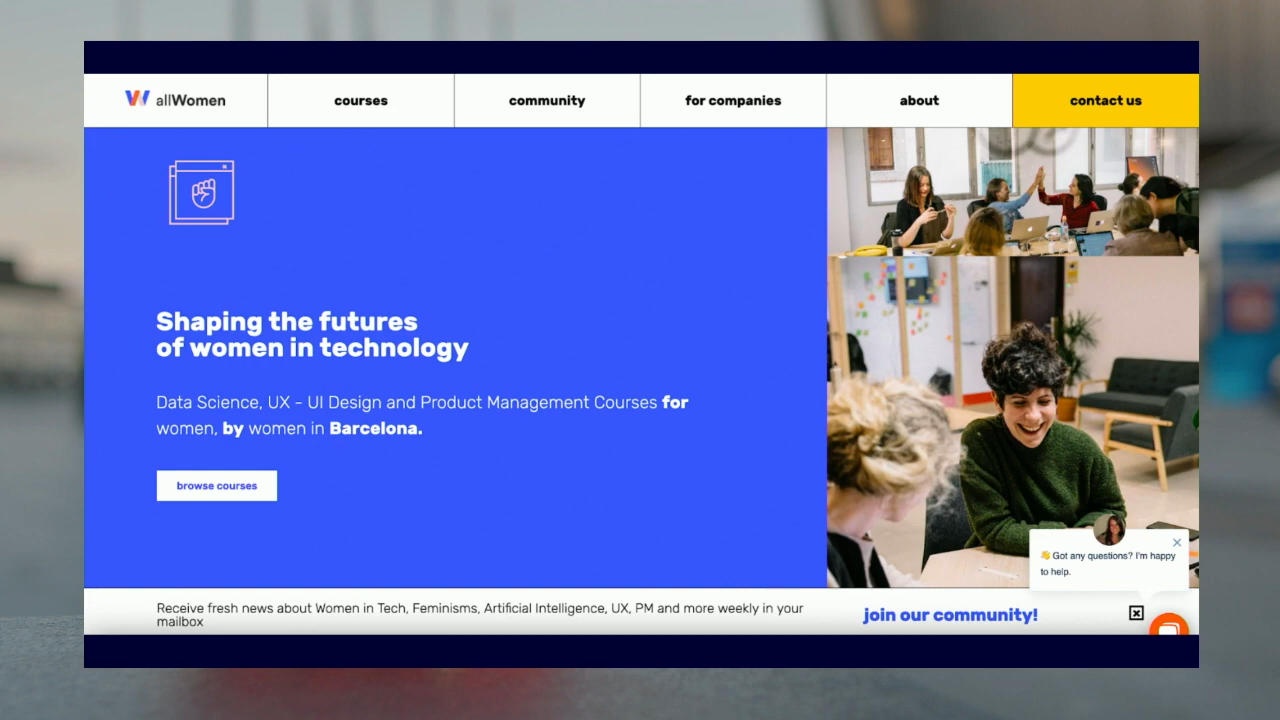 allWomen
courses
community
for companies
about
contact us
Shaping the futures
of women in technology
Data Science, UX - UI Design and Product Management Courses for
women, by women in Barcelona.
browse courses
👋 Got any questions? I'm happy
to help.
Receive fresh news about Women in Tech, Feminisms, Artificial Intelligence, UX, PM and more weekly in your
mailbox
join our community!